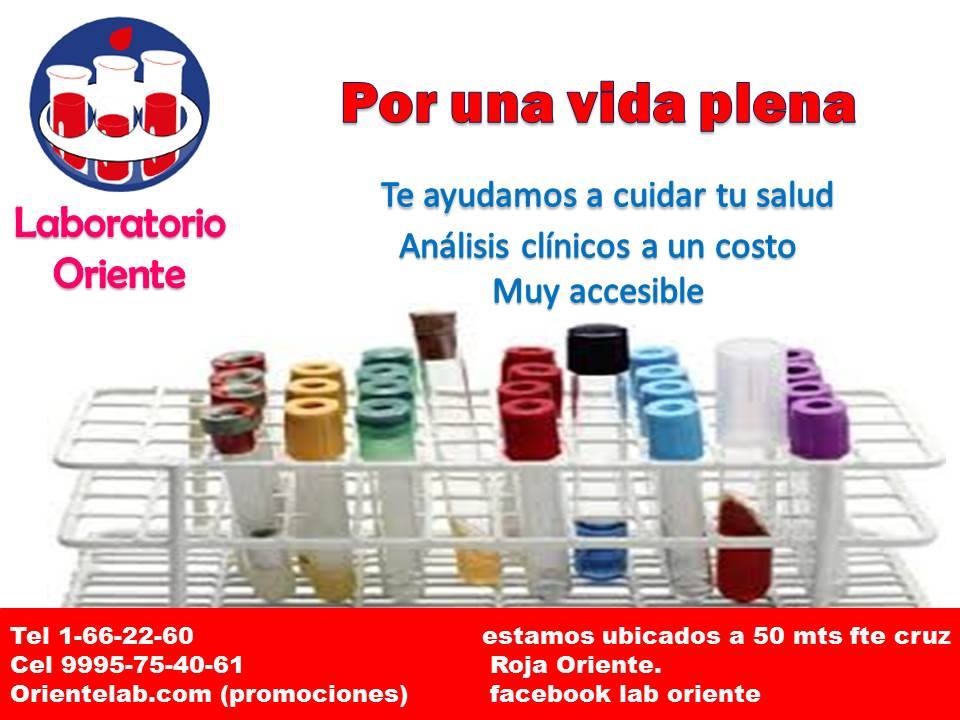 Por una vida plena
Te ayudamos a cuidar tu salud
Análisis clínicos a un costo
Muy accesible
Laboratorio
Oriente
Tel 1-66-22-60
Cel 9995-75-40-61
Orientelab.com (promociones)
estamos ubicados a 50 mts fte cruz
Roja Oriente.
facebook lab oriente